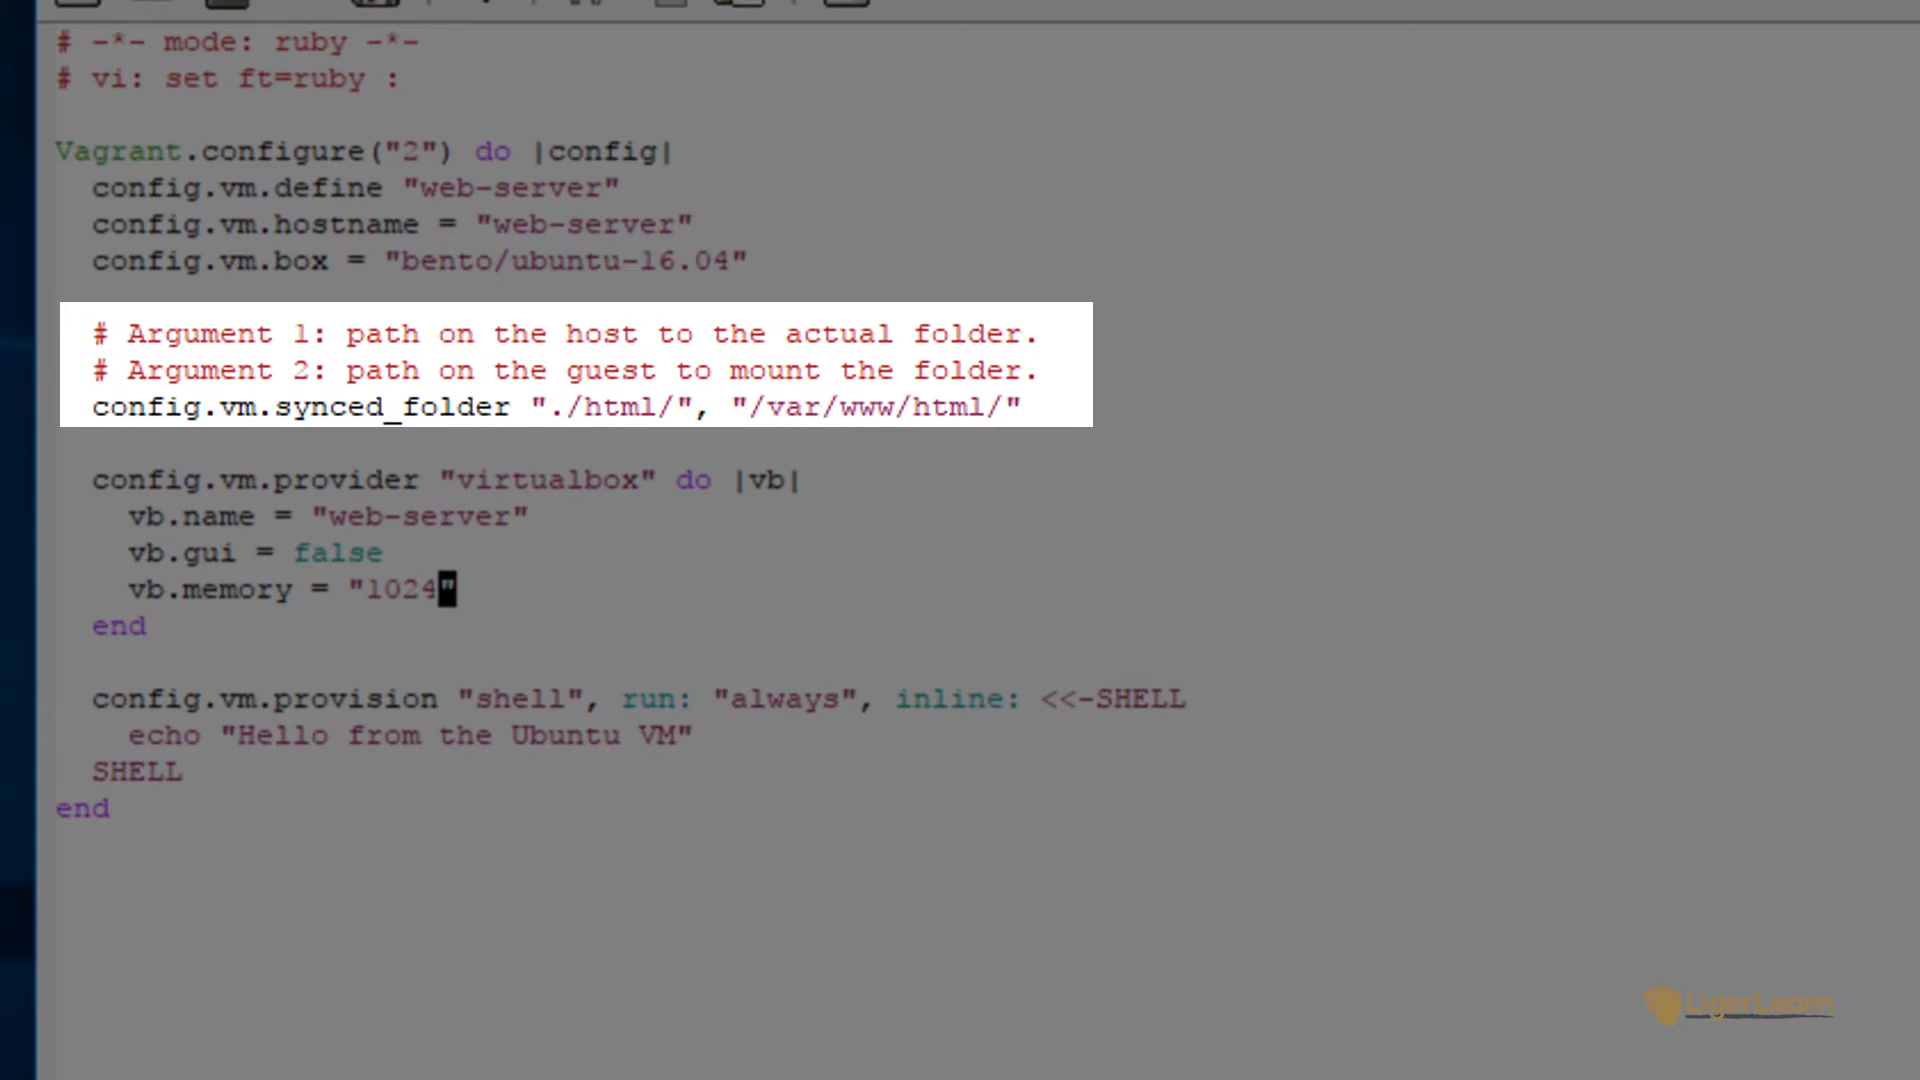 # -*- mode: ruby -*-
# vi: set ft=ruby :
Vagrant.configure("2") do |config|
config.vm.define "web-server"
config.vm.hostname = "web-server"
config.vm.box = "bento/ubuntu-16.04"
# Argument 1: path on the host to the actual folder.
# Argument 2: path on the guest to mount the folder.
config.vm.synced_folder "./html/", "/var/www/html/"
config.vm.provider "virtualbox" do |vb|
vb.name = "web-server"
vb.gui = false
vb.memory = "1024"
end
config.vm.provision "shell", run: "always", inline: <<-SHELL
echo "Hello from the Ubuntu VM"
SHELL
end
LigerLearn